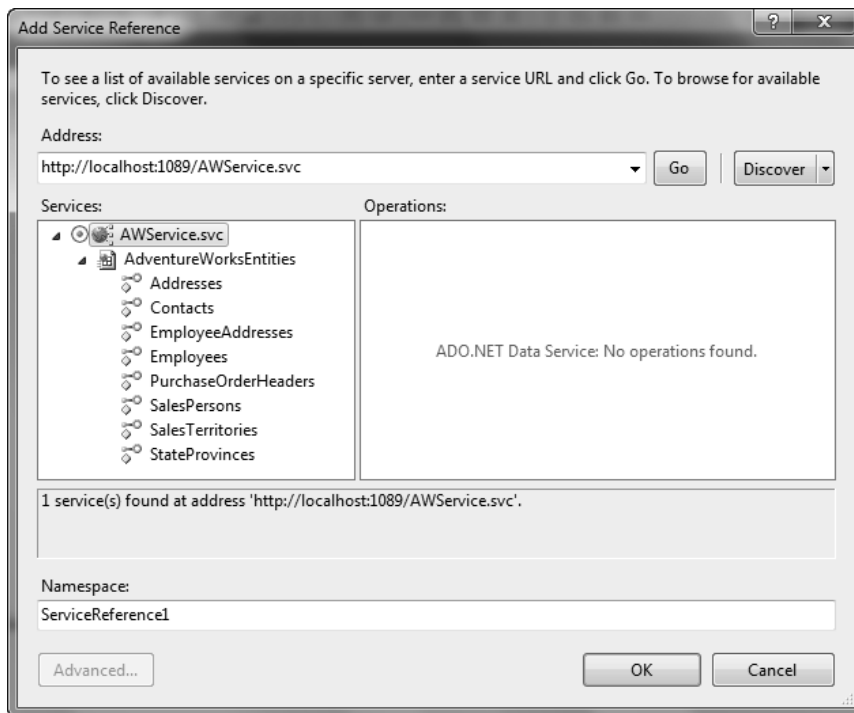 Add Service Reference
?
X
To see a list of available services on a specific server, enter a service URL and click Go. To browse for available
services, click Discover.
Address:
http://localhost:1089/AWService.svc
Go
Discover
Services:
Operations:
AWService.svc
AdventureWorksEntities
Addresses
Contacts
EmployeeAddresses
Employees
PurchaseOrderHeaders
SalesPersons
SalesTerritories
StateProvinces
ADO.NET Data Service: No operations found.
1 service(s) found at address 'http://localhost:1089/AWService.svc'.
Namespace:
ServiceReference1
Advanced...
OK
Cancel